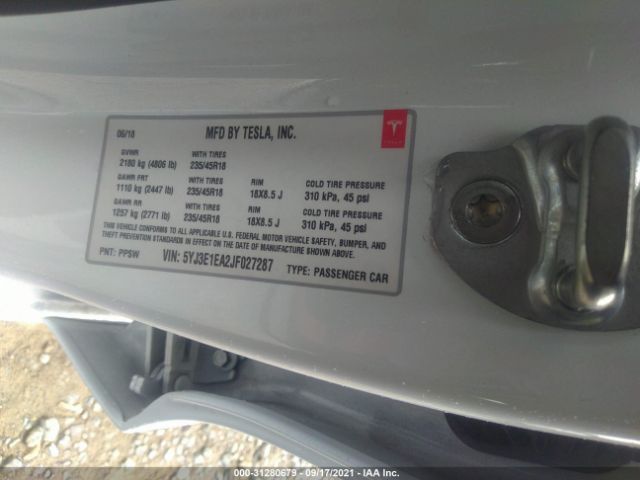 06/18 MFD BY TESLA, INC.
GVWR WITH TIRES
2180 kg (4806 lb) 235/45R18
GAWR FRT WITH TIRES RIM COLD TIRE PRESSURE
1110 kg (2447 lb) 235/45R18 18X8.5 J 310 kPa, 45 psi
GAWR RR WITH TIRES RIM COLD TIRE PRESSURE
1257 kg (2771 lb) 235/45R18 18X8.5 J 310 kPa, 45 psi
THIS VEHICLE CONFORMS TO ALL APPLICABLE U.S. FEDERAL MOTOR VEHICLE SAFETY, BUMPER, AND
THEFT PREVENTION STANDARDS IN EFFECT ON THE DATE OF MANUFACTURE SHOWN ABOVE.
PNT: PPSW VIN: 5YJ3E1EA2JF027287 TYPE: PASSENGER CAR
TESLA
000-31280679 - 09/17/2021 - IAA Inc.